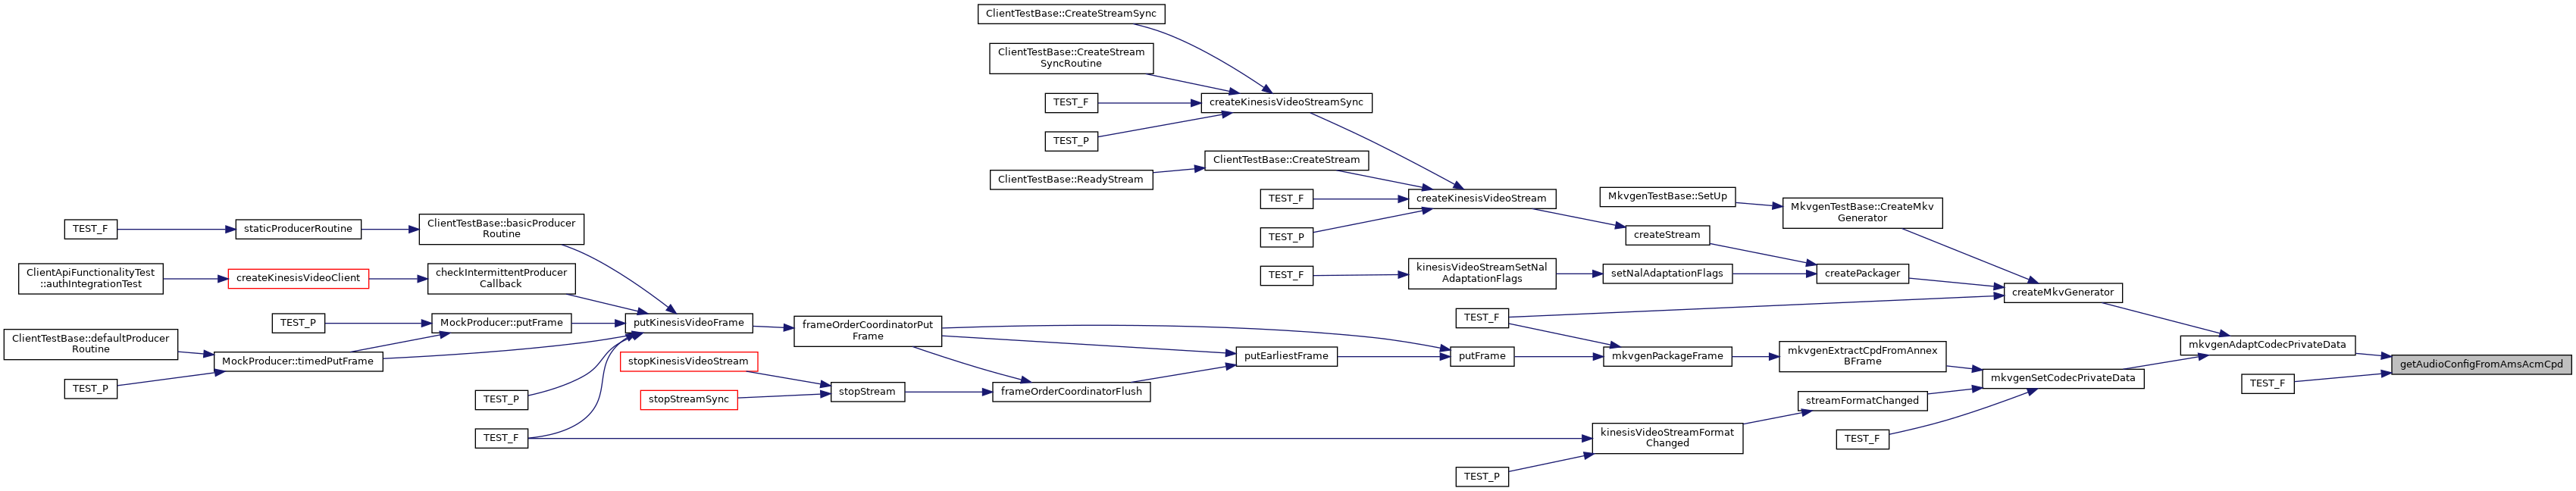 ClientTestBase::CreateStreamSync
ClientTestBase::CreateStream
SyncRoutine
TEST_F
createKinesisVideoStreamSync
TEST_P
ClientTestBase::CreateStream
ClientTestBase::ReadyStream
TEST_F
createKinesisVideoStream
TEST_P
MkvgenTestBase::SetUp
MkvgenTestBase::CreateMkv
Generator
createStream
TEST_F
kinesisVideoStreamSetNal
AdaptationFlags
setNalAdaptationFlags
createPackager
createMkvGenerator
TEST_F
staticProducerRoutine
ClientTestBase::basicProducer
Routine
ClientApiFunctionalityTest
::authIntegrationTest
createKinesisVideoClient
checkIntermittentProducer
Callback
TEST_P
MockProducer::putFrame
putKinesisVideoFrame
frameOrderCoordinatorPut
Frame
TEST_F
ClientTestBase::defaultProducer
Routine
MockProducer::timedPutFrame
TEST_P
stopKinesisVideoStream
stopStreamSync
stopStream
frameOrderCoordinatorFlush
putEarliestFrame
putFrame
mkvgenPackageFrame
mkvgenExtractCpdFromAnnex
BFrame
mkvgenAdaptCodecPrivateData
getAudioConfigFromAmsAcmCpd
TEST_F
mkvgenSetCodecPrivateData
streamFormatChanged
TEST_F
TEST_P
TEST_F
kinesisVideoStreamFormat
Changed
TEST_P